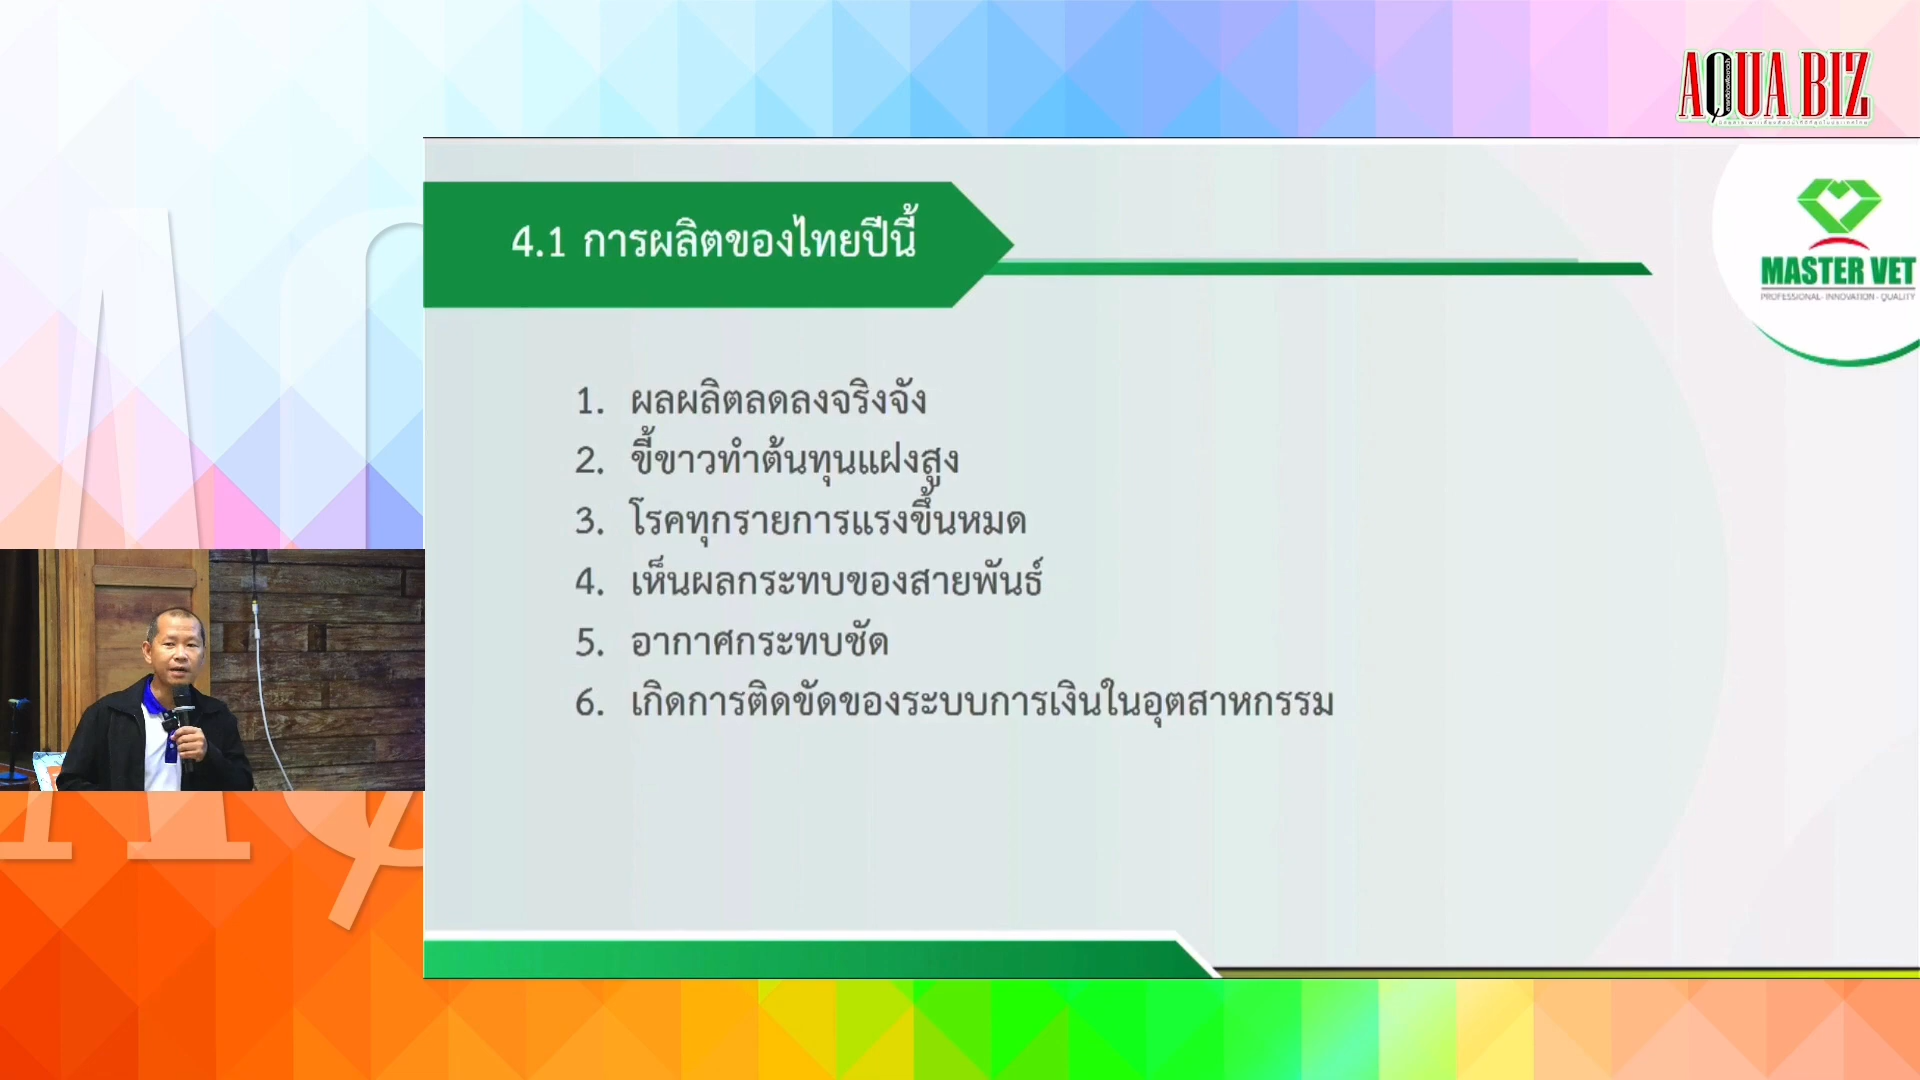 AQUA BIZ
4.1 การผลิตของไทยปีนี้
MASTER VET
PROFESSIONAL - INNOVATION - QUALITY
1. ผลผลิตลดลงจริงจัง
2. ขี้ขาวทำต้นทุนแฝงสูง
3. โรคทุกรายการแรงขึ้นหมด
4. เห็นผลกระทบของสายพันธ์
5. อากาศกระทบชัด
6. เกิดการติดขัดของระบบการเงินในอุตสาหกรรม